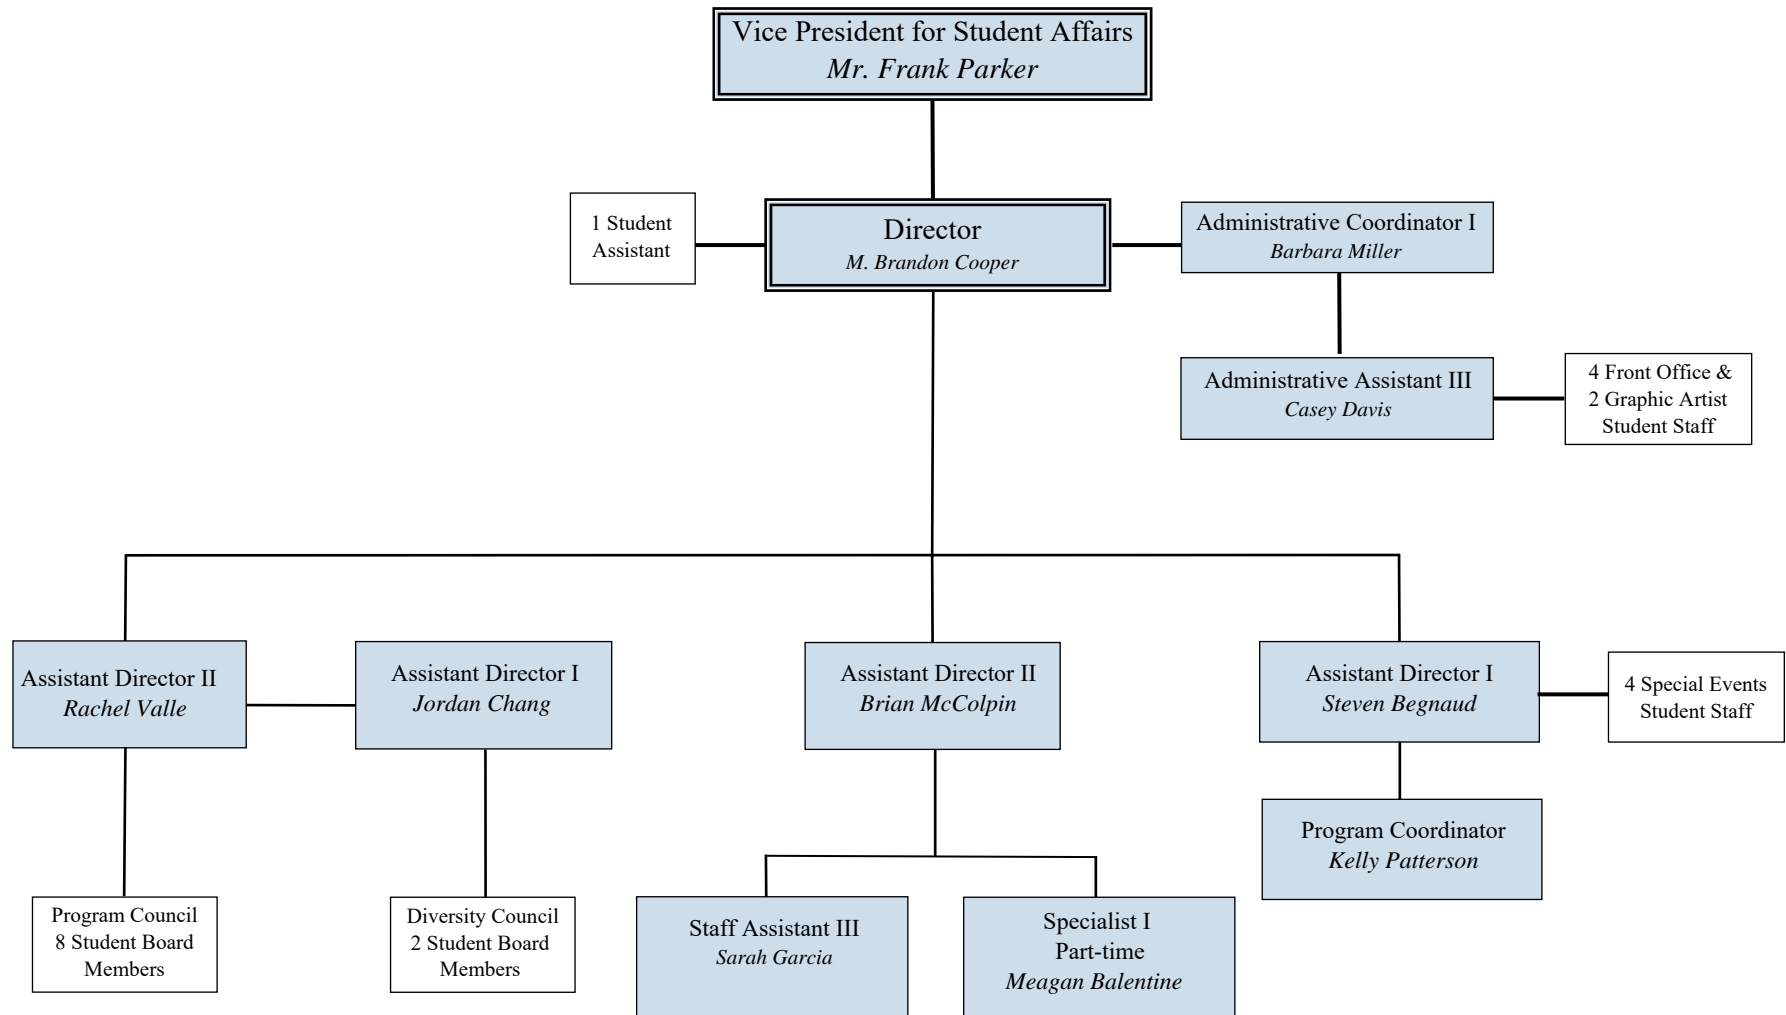 Vice President for Student Affairs
Mr. Frank Parker
1 Student
Assistant
Director
M. Brandon Cooper
Administrative Coordinator I
Barbara Miller
Administrative Assistant III
Casey Davis
4 Front Office &
2 Graphic Artist
Student Staff
Assistant Director II
Rachel Valle
Assistant Director I
Jordan Chang
Assistant Director II
Brian McColpin
Assistant Director I
Steven Begnaud
4 Special Events
Student Staff
Program Coordinator
Kelly Patterson
Program Council
8 Student Board
Members
Diversity Council
2 Student Board
Members
Staff Assistant III
Sarah Garcia
Specialist I
Part-time
Meagan Balentine